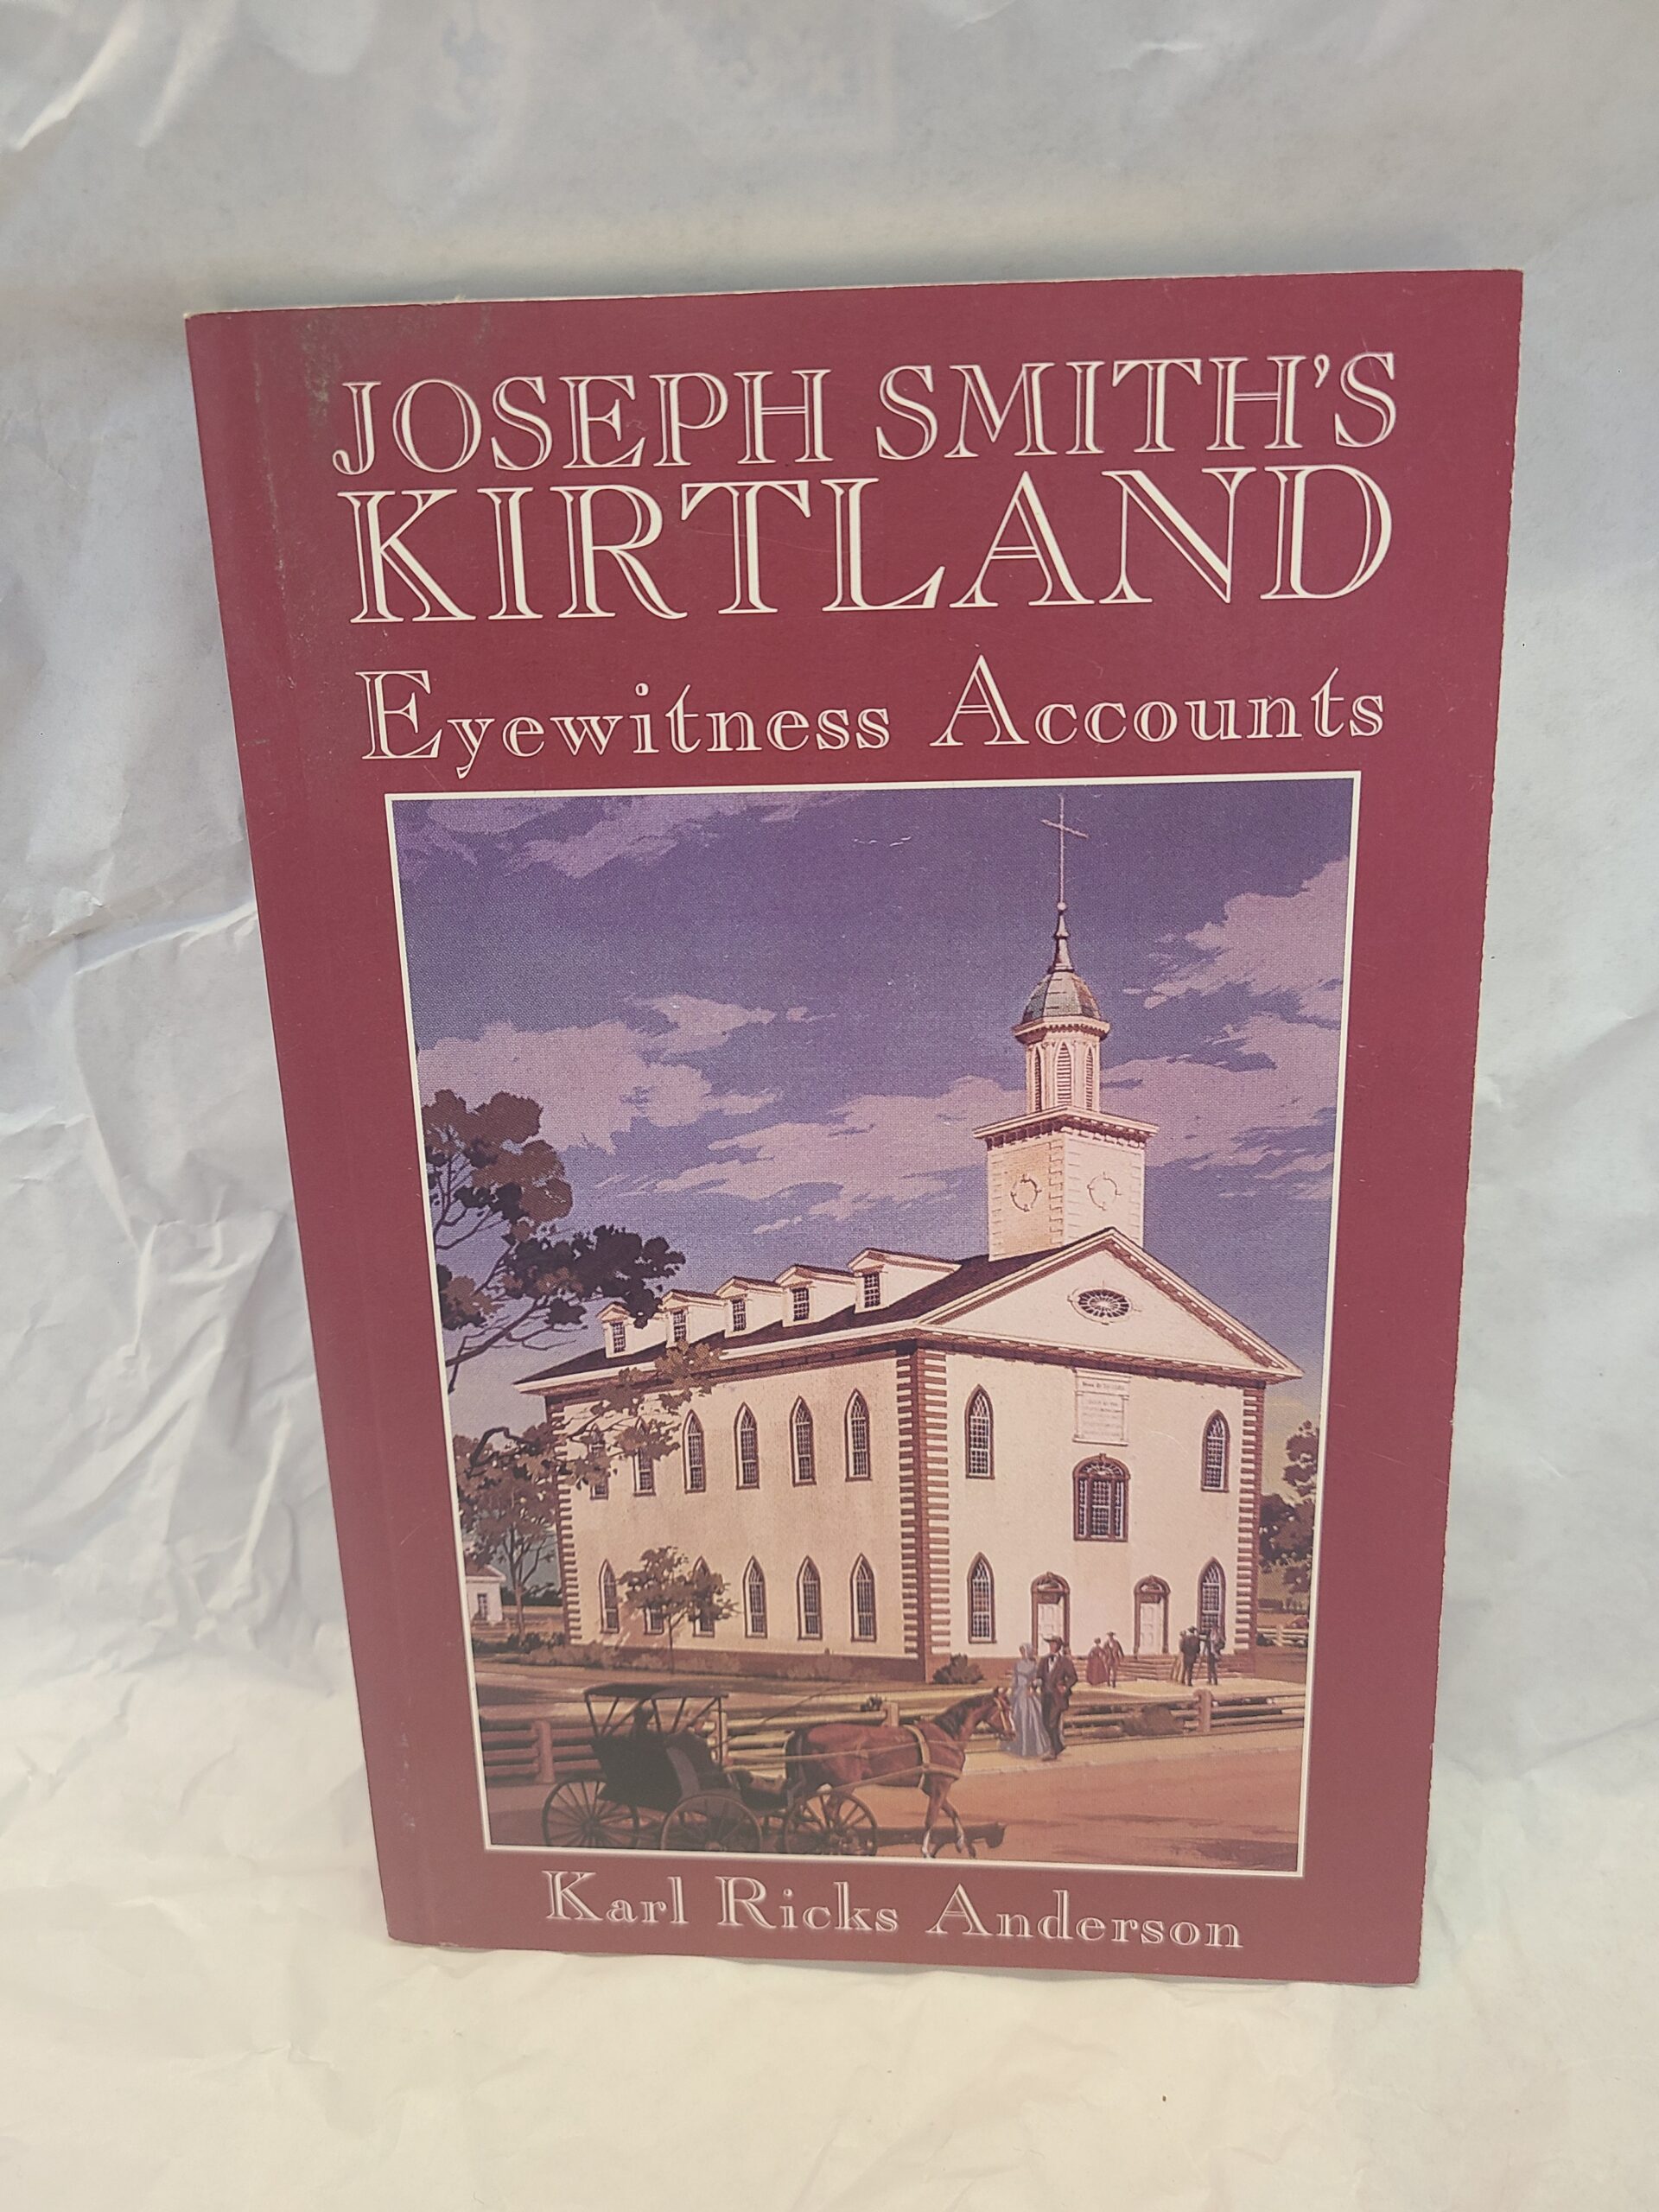 JOSEPH SMITH'S
KIRTLAND
Eyewitness Accounts
Karl Ricks Anderson